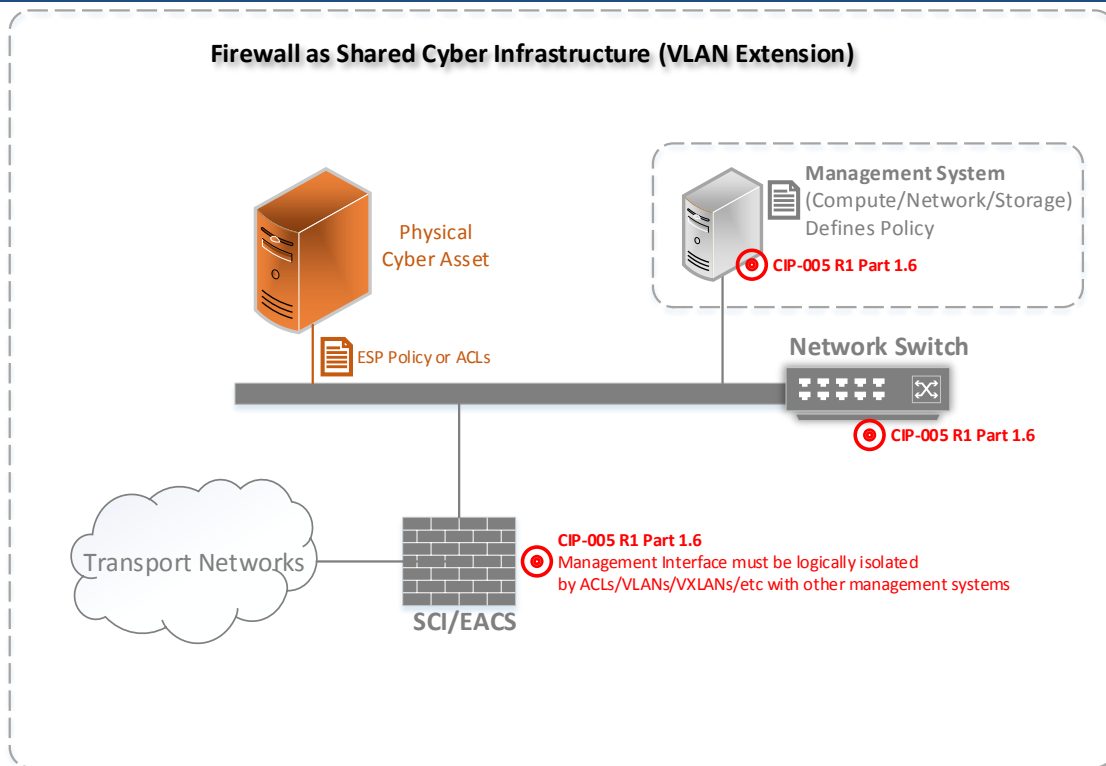 Firewall as Shared Cyber Infrastructure (VLAN Extension)
Physical
Cyber Asset
ESP Policy or ACLs
Management System
(Compute/Network/Storage)
Defines Policy
CIP-005 R1 Part 1.6
Network Switch
CIP-005 R1 Part 1.6
Transport Networks
SCI/EACS
CIP-005 R1 Part 1.6
Management Interface must be logically isolated
by ACLs/VLANs/VXLANs/etc with other management systems